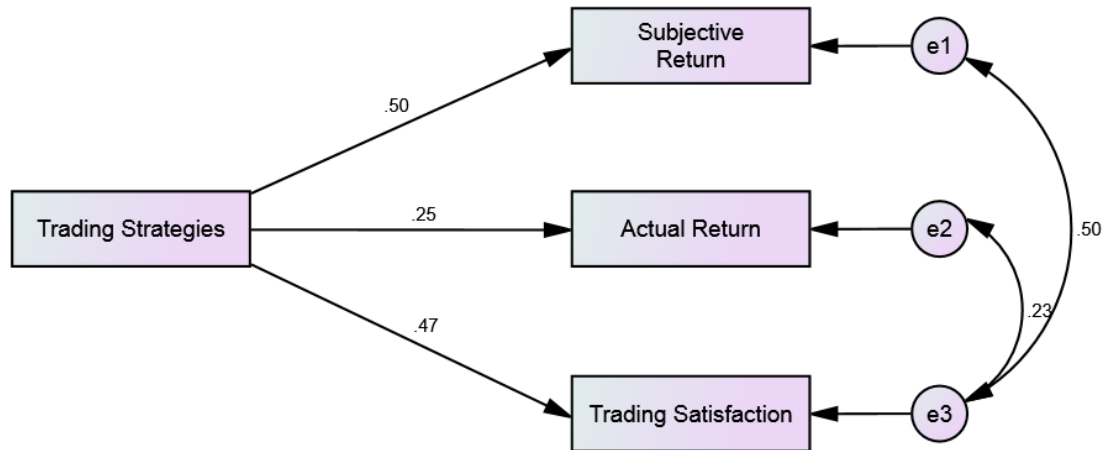 Subjective
Return
e1
.50
Trading Strategies
.25
Actual Return
e2
.50
.23
.47
Trading Satisfaction
e3